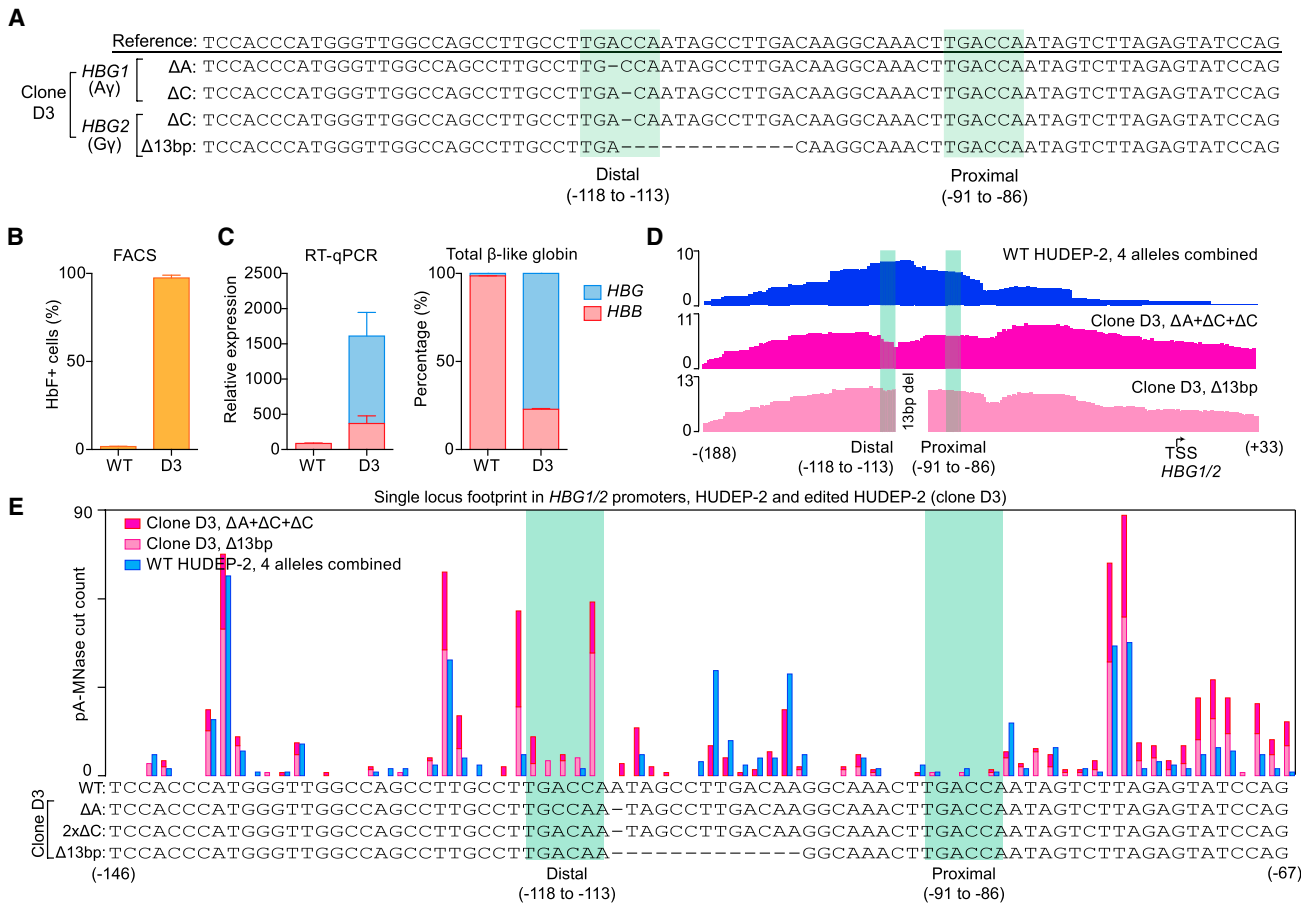 A
Reference: TCCACCCATGGGTTGGCCAGCCTTGCCTTGACCAATAGCCTTGACAAGGCAAACTTGACCAATAGTCTTAGAGTATCCAG
Clone D3
HBG1 (Aγ)
ΔA: TCCACCCATGGGTTGGCCAGCCTTGCCTTG–CCAATAGCCTTGACAAGGCAAACTTGACCAATAGTCTTAGAGTATCCAG
ΔC: TCCACCCATGGGTTGGCCAGCCTTGCCTTGA–CAATAGCCTTGACAAGGCAAACTTGACCAATAGTCTTAGAGTATCCAG
HBG2 (Gγ)
ΔC: TCCACCCATGGGTTGGCCAGCCTTGCCTTGA–CAATAGCCTTGACAAGGCAAACTTGACCAATAGTCTTAGAGTATCCAG
Δ13bp: TCCACCCATGGGTTGGCCAGCCTTGCCTTGA–––––––––––––CAAGGCAAACTTGACCAATAGTCTTAGAGTATCCAG
Distal
(-118 to -113)
Proximal
(-91 to -86)
B
FACS
HbF+ cells (%)
100
50
0
WT
D3
C
RT-qPCR
Relative expression
2500
2000
1500
1000
500
0
WT
D3
Total β-like globin
Percentage (%)
100
50
0
WT
D3
HBG
HBB
D
10
0
WT HUDEP-2, 4 alleles combined
11
0
Clone D3, ΔA+ΔC+ΔC
13
0
Clone D3, Δ13bp
13bp del
-(188)
Distal
(-118 to -113)
Proximal
(-91 to -86)
TSS
HBG1/2
(+33)
E
Single locus footprint in HBG1/2 promoters, HUDEP-2 and edited HUDEP-2 (clone D3)
pA-MNase cut count
90
0
Clone D3, ΔA+ΔC+ΔC
Clone D3, Δ13bp
WT HUDEP-2, 4 alleles combined
WT: TCCACCCATGGGTTGGCCAGCCTTGCCTTGACCAATAGCCTTGACAAGGCAAACTTGACCAATAGTCTTAGAGTATCCAG
Clone D3
ΔA: TCCACCCATGGGTTGGCCAGCCTTGCCTTGCCAA–TAGCCTTGACAAGGCAAACTTGACCAATAGTCTTAGAGTATCCAG
2xΔC: TCCACCCATGGGTTGGCCAGCCTTGCCTTGACAA–TAGCCTTGACAAGGCAAACTTGACCAATAGTCTTAGAGTATCCAG
Δ13bp: TCCACCCATGGGTTGGCCAGCCTTGCCTTGACAA–––––––––––––GGCAAACTTGACCAATAGTCTTAGAGTATCCAG
(-146)
Distal
(-118 to -113)
Proximal
(-91 to -86)
(-67)